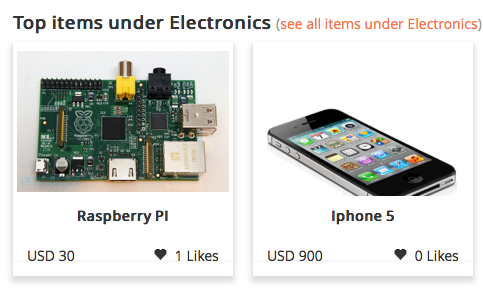 Top items under Electronics (see all items under Electronics)
Raspberry PI
USD 30
1 Likes
Iphone 5
USD 900
0 Likes